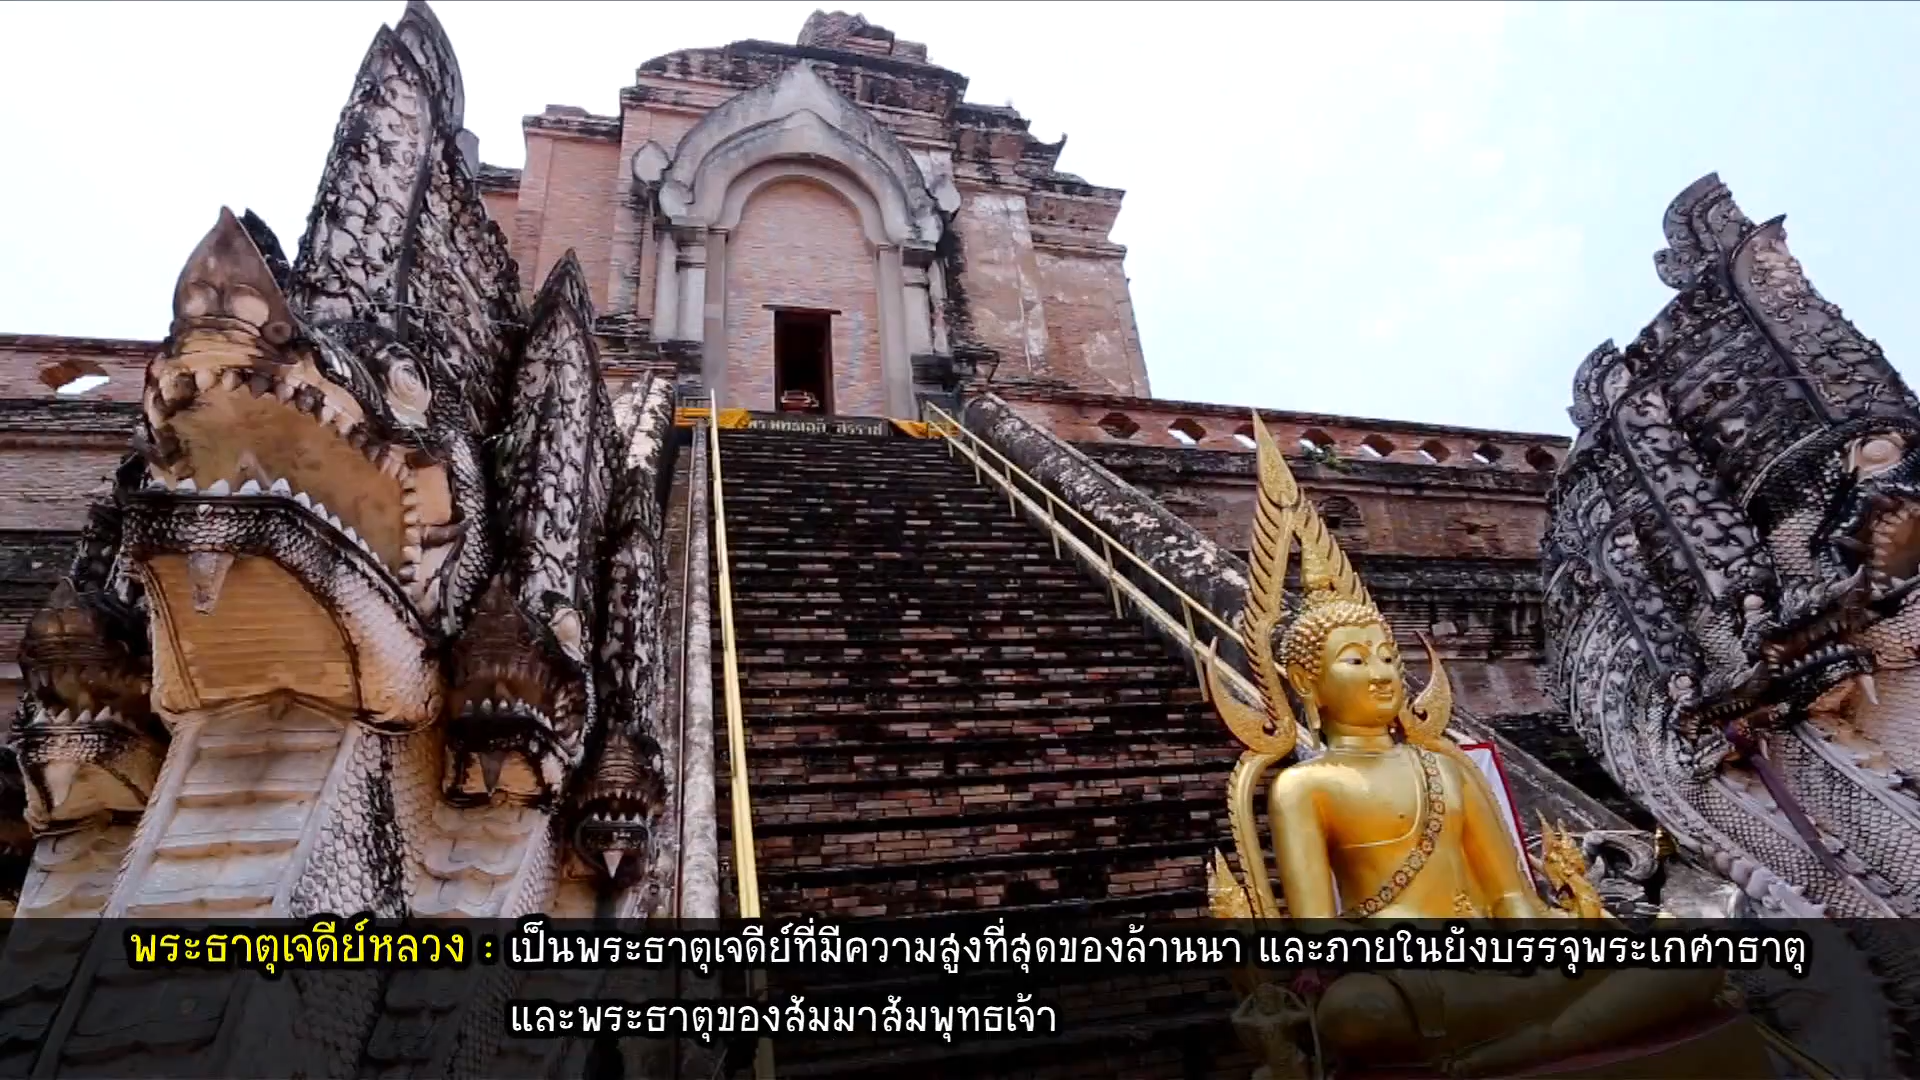 พระธาตุเจดีย์หลวง : เป็นพระธาตุเจดีย์ที่มีความสูงที่สุดของล้านนา และภายในยังบรรจุพระเกศาธาตุ
และพระธาตุของสัมมาสัมพุทธเจ้า